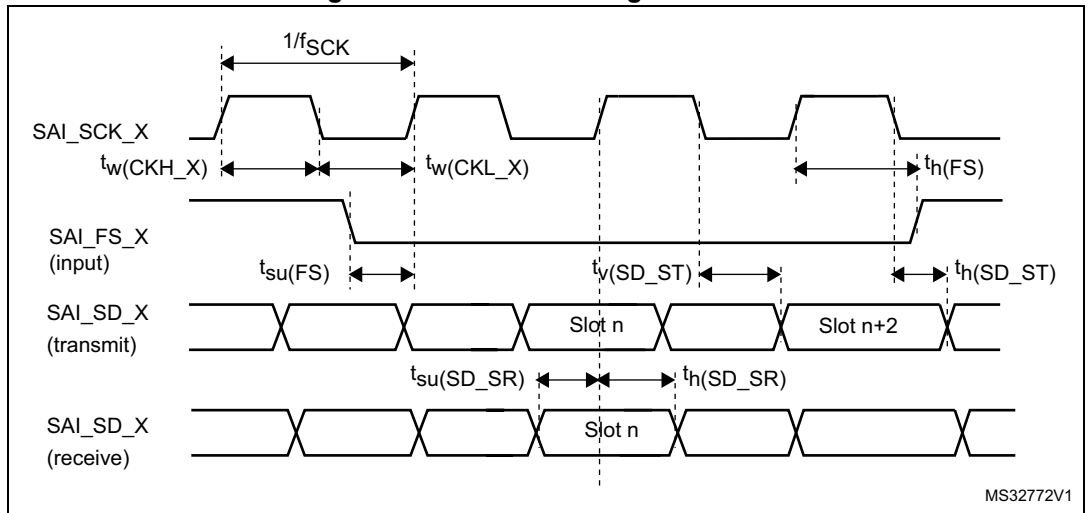 1/fSCK
SAI_SCK_X
tw(CKH_X)
tw(CKL_X)
th(FS)
SAI_FS_X
(input)
tsu(FS)
tv(SD_ST)
th(SD_ST)
SAI_SD_X
(transmit)
Slot n
Slot n+2
tsu(SD_SR)
th(SD_SR)
SAI_SD_X
(receive)
Slot n
MS32772V1